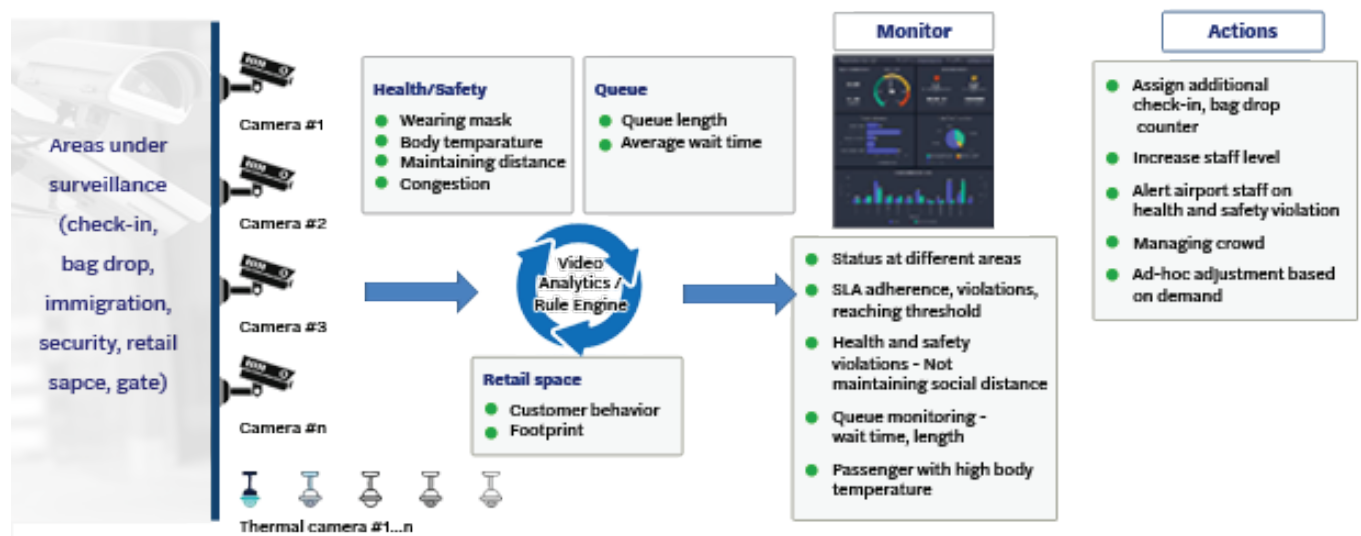 Areas under
surveillance
(check-in,
bag drop,
immigration,
security, retail
sapce, gate)
Camera #1
Camera #2
Camera #3
Camera #n
Thermal camera #1...n
Health/Safety
Wearing mask
Body temparature
Maintaining distance
Congestion
Queue
Queue length
Average wait time
Video
Analytics /
Rule Engine
Retail space
Customer behavior
Footprint
Monitor
Status at different areas
SLA adherence, violations,
reaching threshold
Health and safety
violations - Not
maintaining social distance
Queue monitoring -
wait time, length
Passenger with high body
temperature
Actions
Assign additional
check-in, bag drop
counter
Increase staff level
Alert airport staff on
health and safety violation
Managing crowd
Ad-hoc adjustment based
on demand